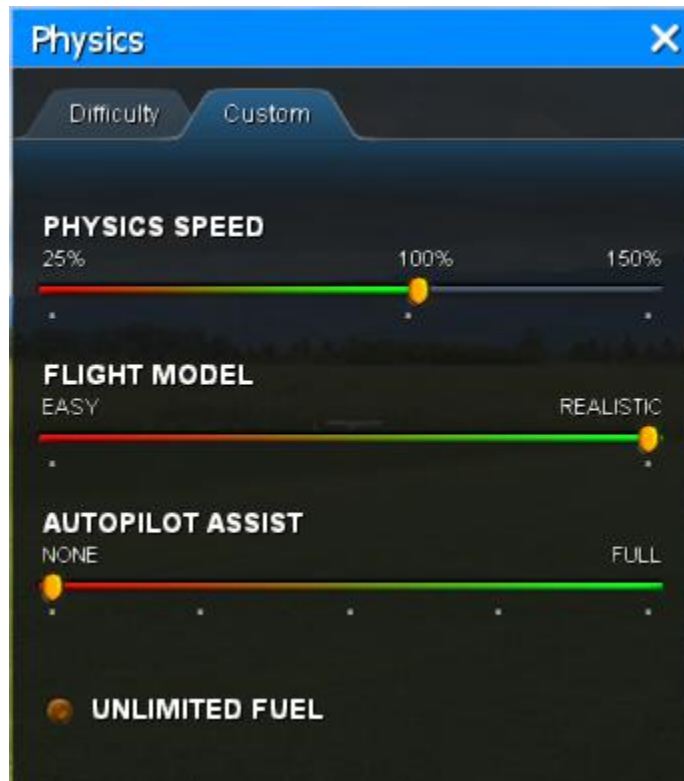 Physics
Difficulty Custom
PHYSICS SPEED
25% 100% 150%
FLIGHT MODEL
EASY REALISTIC
AUTOPILOT ASSIST
NONE FULL
UNLIMITED FUEL